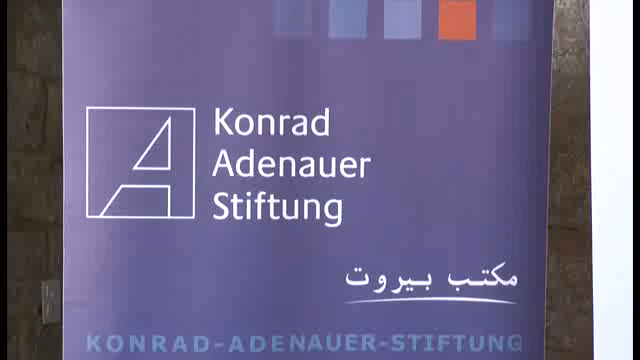 Konrad
Adenauer
Stiftung
مكتب بيروت
KONRAD-ADENAUER-STIFTUNG